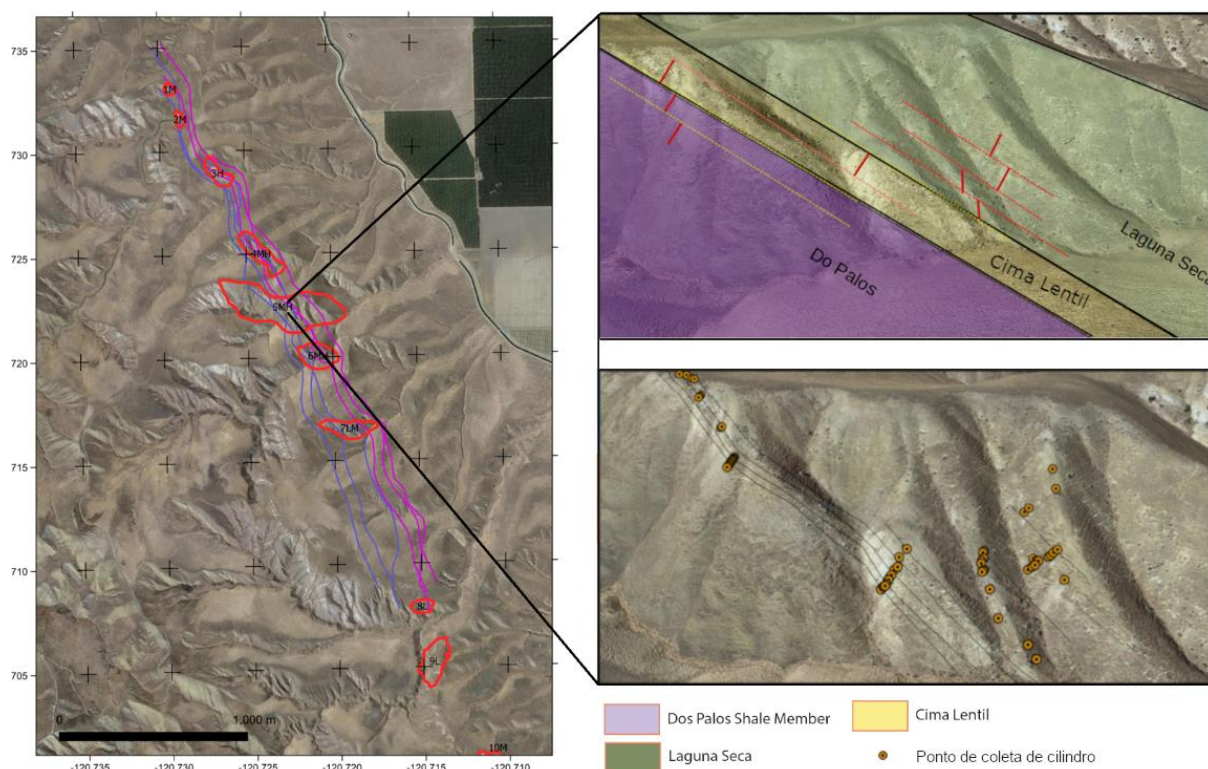 735
730
725
720
715
710
705
1M
2M
3H
4MH
5MH
6MH
7LM
8L
9L
10M
0
1,000 m
-120.735
-120.730
-120.725
-120.720
-120.715
-120.710
Do Palos
Cima Lentil
Laguna Seca
Dos Palos Shale Member
Cima Lentil
Laguna Seca
Ponto de coleta de cilindro